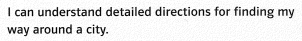 I can understand detailed directions for finding my
way around a city.